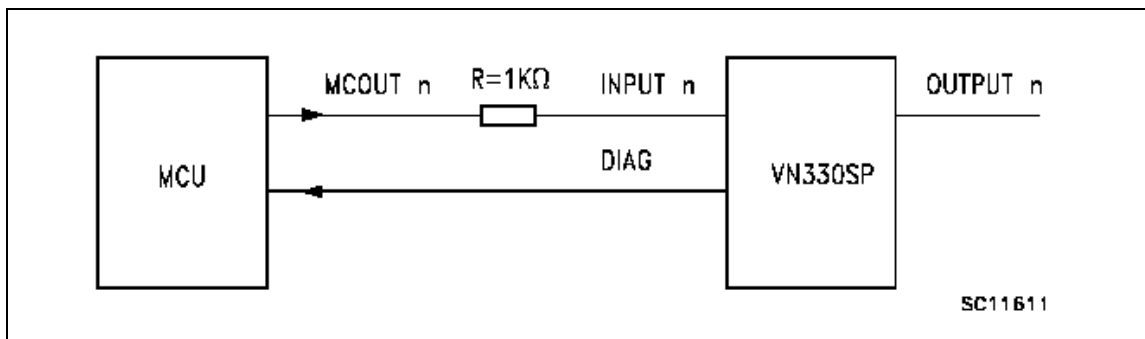 MCOUT n
R=1KΩ
INPUT n
OUTPUT n
MCU
DIAG
VN330SP
SC11611